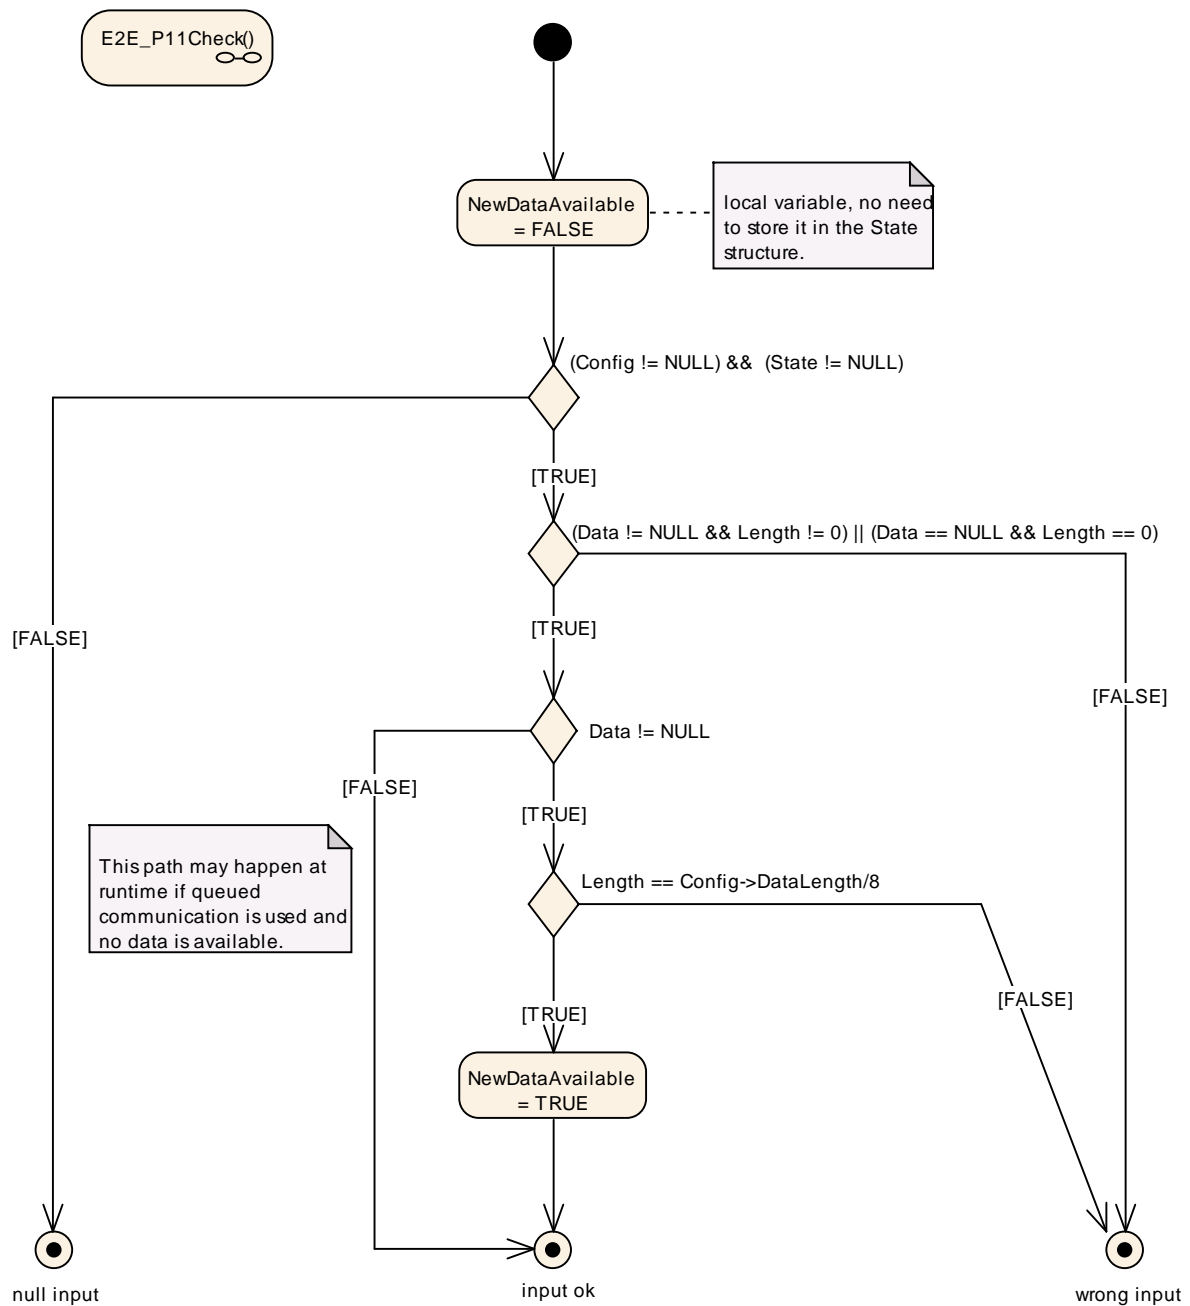 E2E_P11Check()
NewDataAvailable
= FALSE
local variable, no need
to store it in the State
structure.
(Config != NULL) && (State != NULL)
[TRUE]
(Data != NULL && Length != 0) || (Data == NULL && Length == 0)
[TRUE]
[FALSE]
[FALSE]
Data != NULL
[FALSE]
[TRUE]
This path may happen at
runtime if queued
communication is used and
no data is available.
Length == Config->DataLength/8
[FALSE]
[TRUE]
NewDataAvailable
= TRUE
null input
input ok
wrong input